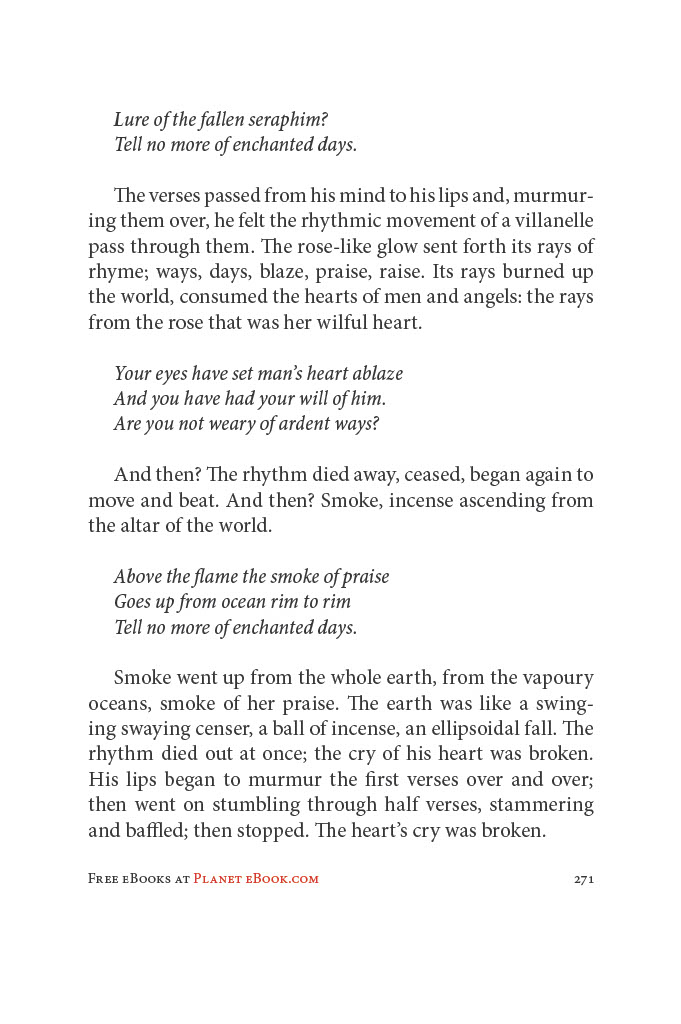 Lure of the fallen seraphim?
Tell no more of enchanted days.
The verses passed from his mind to his lips and, murmur-
ing them over, he felt the rhythmic movement of a villanelle
pass through them. The rose-like glow sent forth its rays of
rhyme; ways, days, blaze, praise, raise. Its rays burned up
the world, consumed the hearts of men and angels: the rays
from the rose that was her wilful heart.
Your eyes have set man’s heart ablaze
And you have had your will of him.
Are you not weary of ardent ways?
And then? The rhythm died away, ceased, began again to
move and beat. And then? Smoke, incense ascending from
the altar of the world.
Above the flame the smoke of praise
Goes up from ocean rim to rim
Tell no more of enchanted days.
Smoke went up from the whole earth, from the vapoury
oceans, smoke of her praise. The earth was like a swing-
ing swaying censer, a ball of incense, an ellipsoidal fall. The
rhythm died out at once; the cry of his heart was broken.
His lips began to murmur the first verses over and over;
then went on stumbling through half verses, stammering
and baffled; then stopped. The heart’s cry was broken.
Free eBooks at Planet eBook.com 271